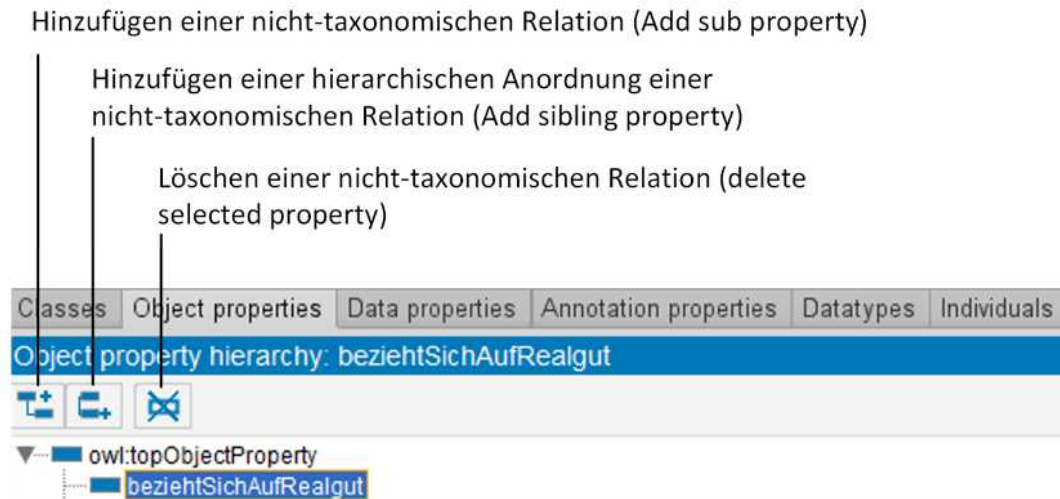 Hinzufügen einer nicht-taxonomischen Relation (Add sub property)
Hinzufügen einer hierarchischen Anordnung einer
nicht-taxonomischen Relation (Add sibling property)
Löschen einer nicht-taxonomischen Relation (delete
selected property)
Classes Object properties Data properties Annotation properties Datatypes Individuals
Object property hierarchy: beziehtSichAufRealgut
owl:topObjectProperty
beziehtSichAufRealgut